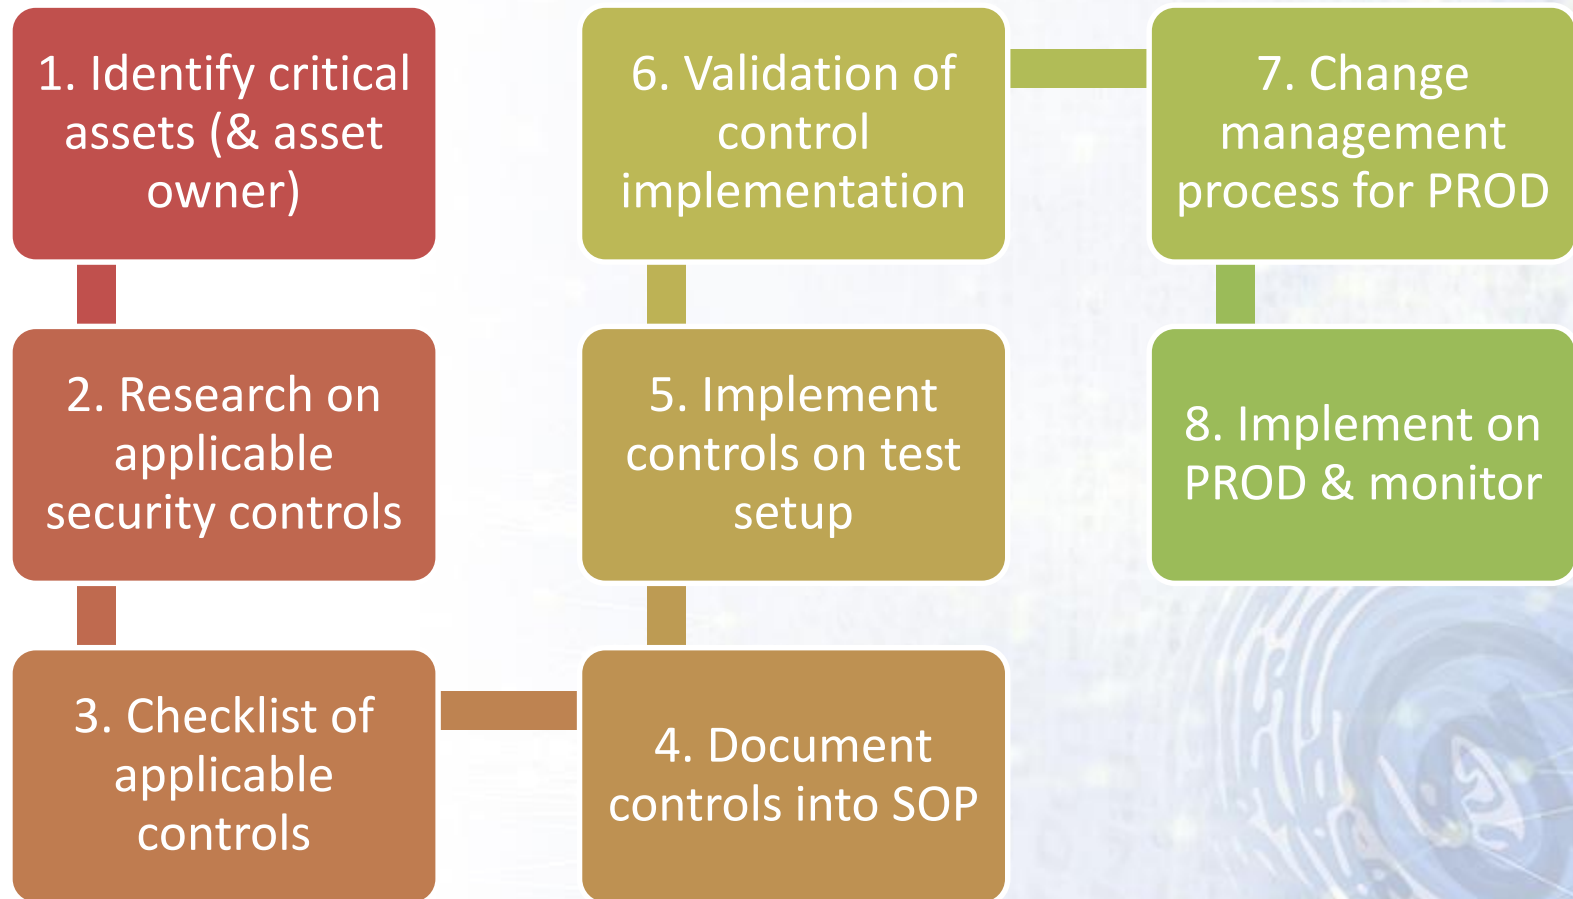 1. Identify critical
assets (& asset
owner)
2. Research on
applicable
security controls
3. Checklist of
applicable
controls
4. Document
controls into SOP
5. Implement
controls on test
setup
6. Validation of
control
implementation
7. Change
management
process for PROD
8. Implement on
PROD & monitor